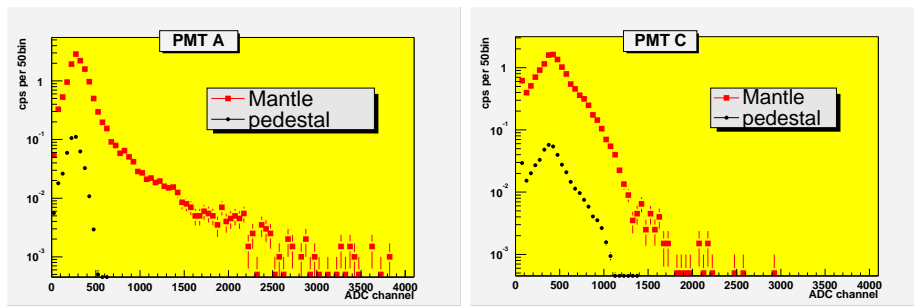 PMT A
cps per 50bin
1
10⁻¹
10⁻²
10⁻³
Mantle
pedestal
0 500 1000 1500 2000 2500 3000 3500 4000
ADC channel
PMT C
cps per 50bin
1
10⁻¹
10⁻²
10⁻³
Mantle
pedestal
0 500 1000 1500 2000 2500 3000 3500 4000
ADC channel